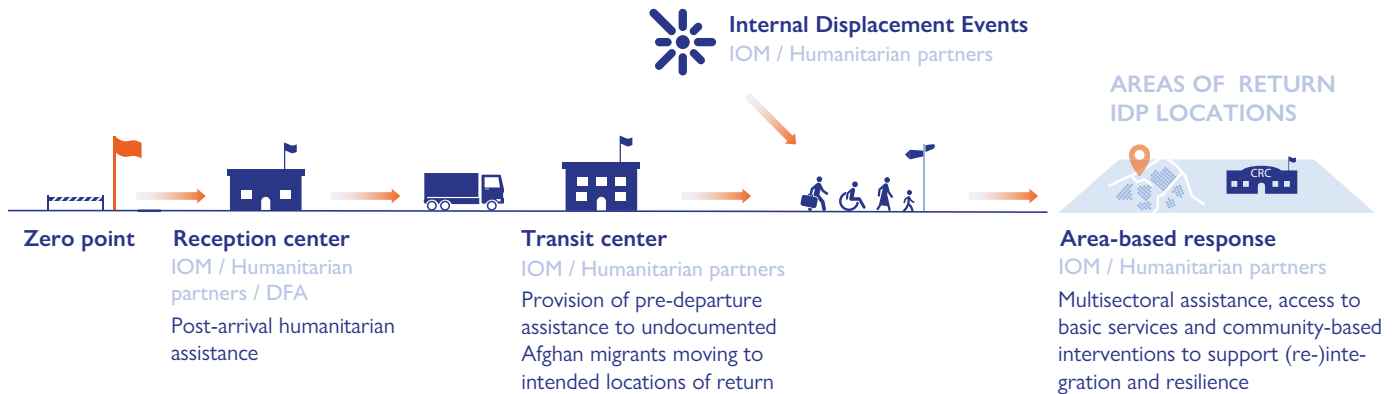 Internal Displacement Events
IOM / Humanitarian partners
AREAS OF RETURN
IDP LOCATIONS
CRC
Zero point
Reception center
IOM / Humanitarian
partners / DFA
Post-arrival humanitarian
assistance
Transit center
IOM / Humanitarian partners
Provision of pre-departure
assistance to undocumented
Afghan migrants moving to
intended locations of return
Area-based response
IOM / Humanitarian partners
Multisectoral assistance, access to
basic services and community-based
interventions to support (re-)inte-
gration and resilience